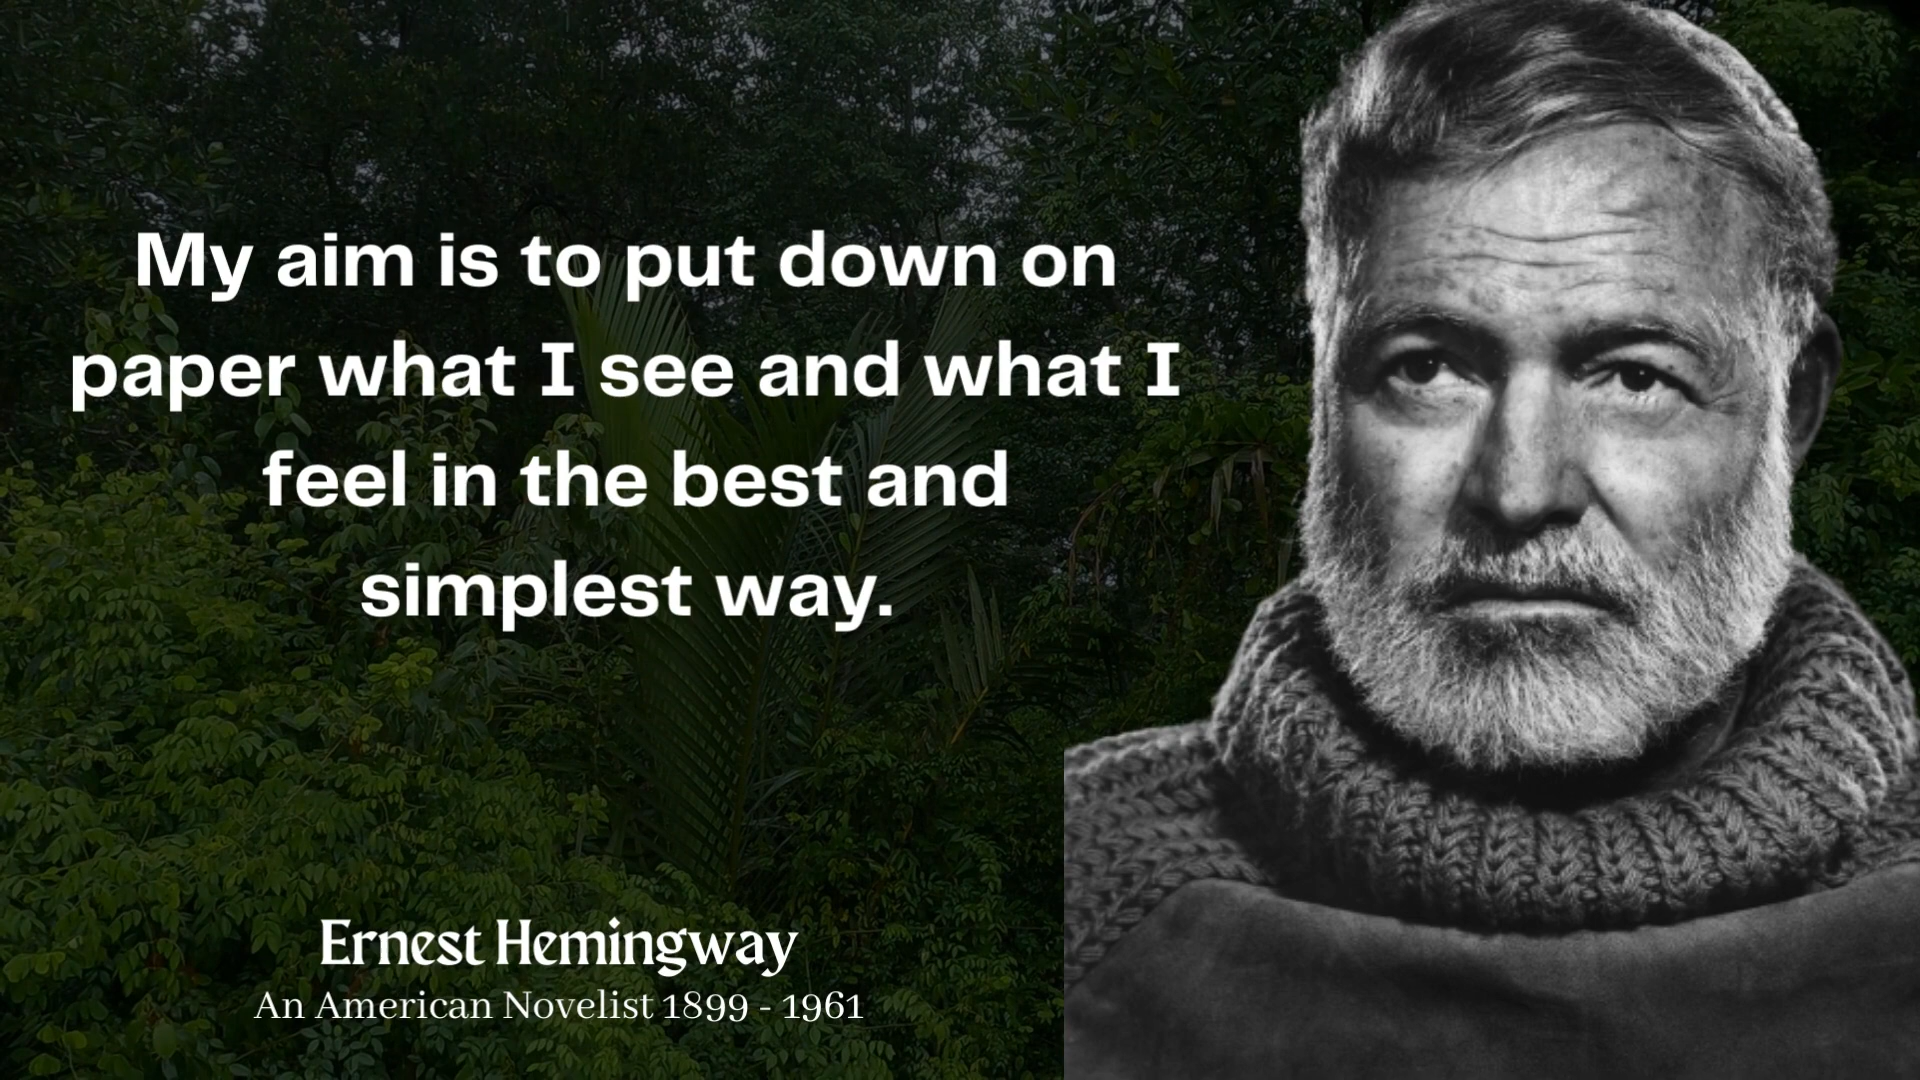 My aim is to put down on
paper what I see and what I
feel in the best and
simplest way.
Ernest Hemingway
An American Novelist 1899 - 1961